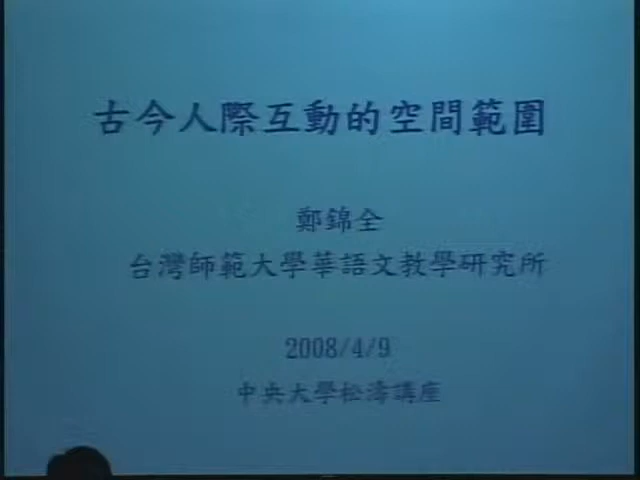 古今人際互動的空間範圍
鄭錦全
台灣師範大學華語文教學研究所
2008/4/9
中央大學松濤講座